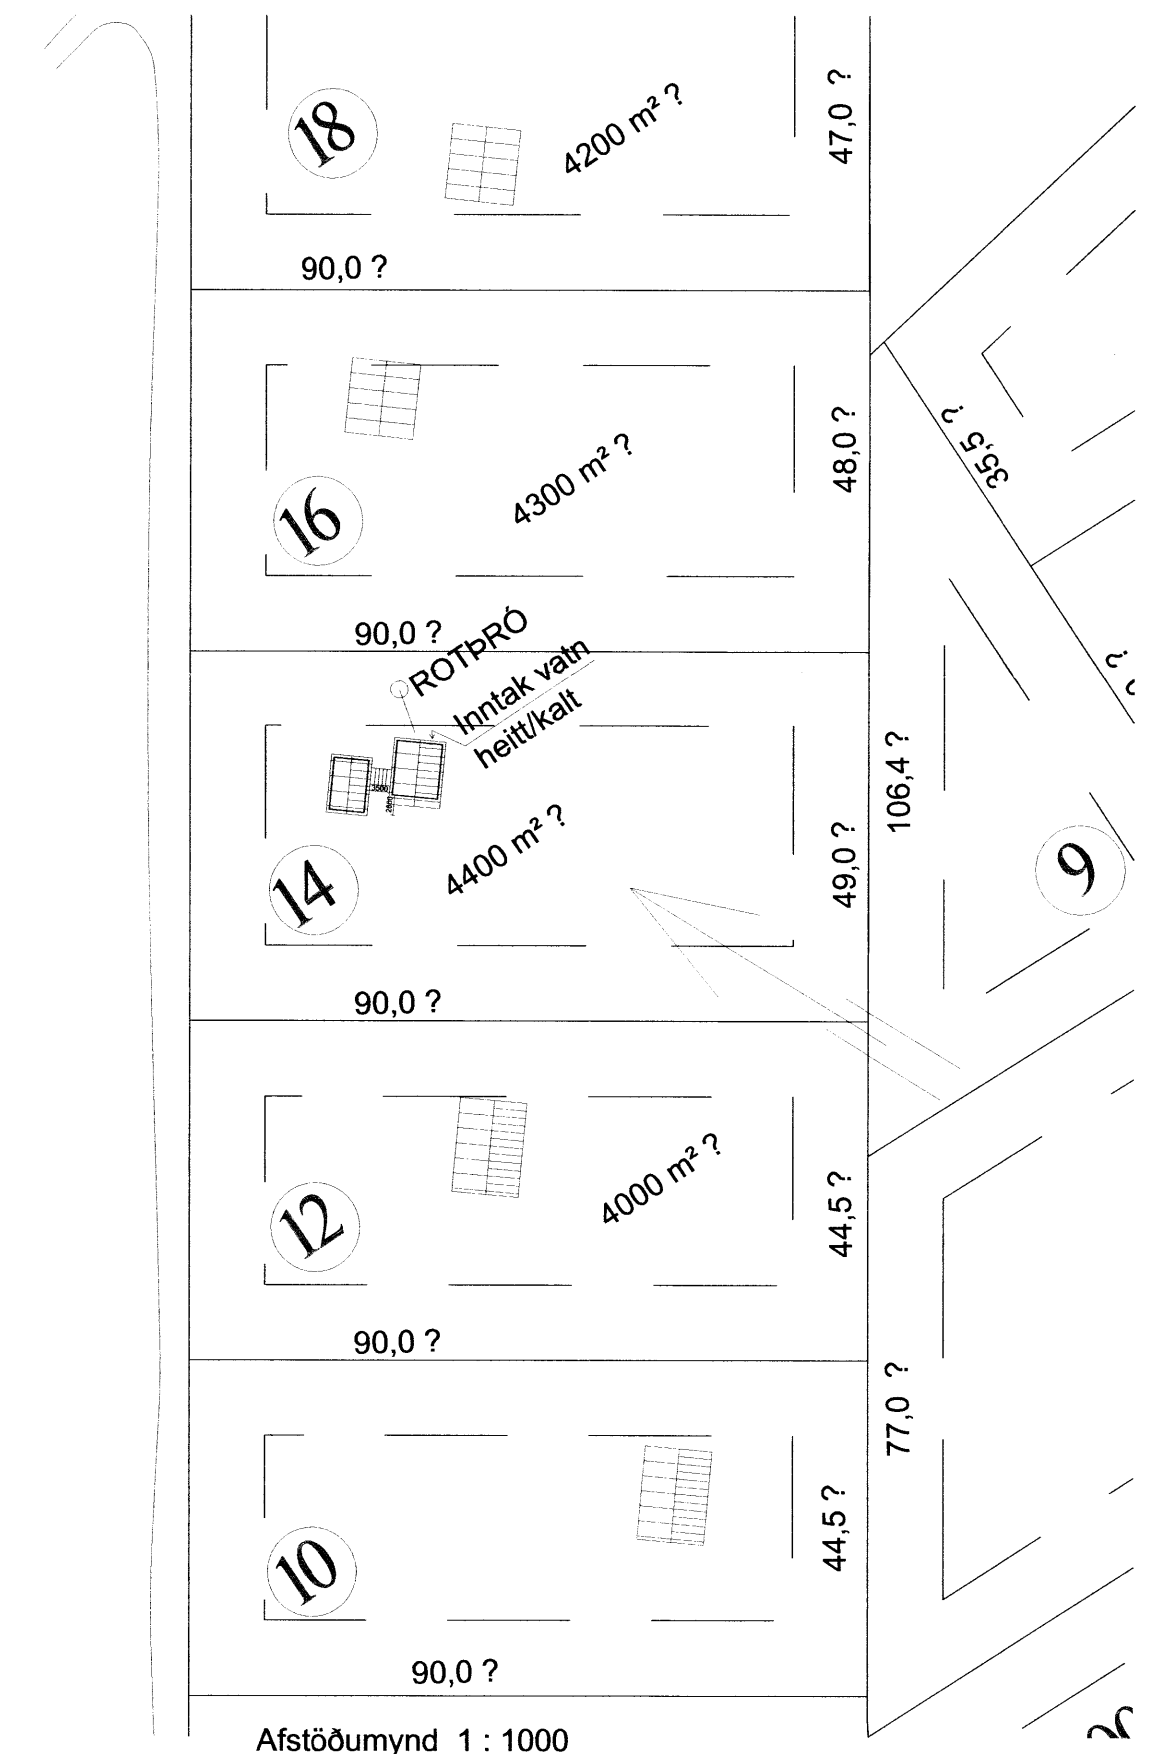 18
4200 m² ?
47,0 ?
90,0 ?
16
4300 m² ?
48,0 ?
35,5 ?
90,0 ?
ROTÞRÓ
Inntak vatn
heitt/kalt
3500
2800
14
4400 m² ?
49,0 ?
106,4 ?
9
90,0 ?
12
4000 m² ?
44,5 ?
90,0 ?
77,0 ?
10
44,5 ?
90,0 ?
Afstöðumynd 1 : 1000